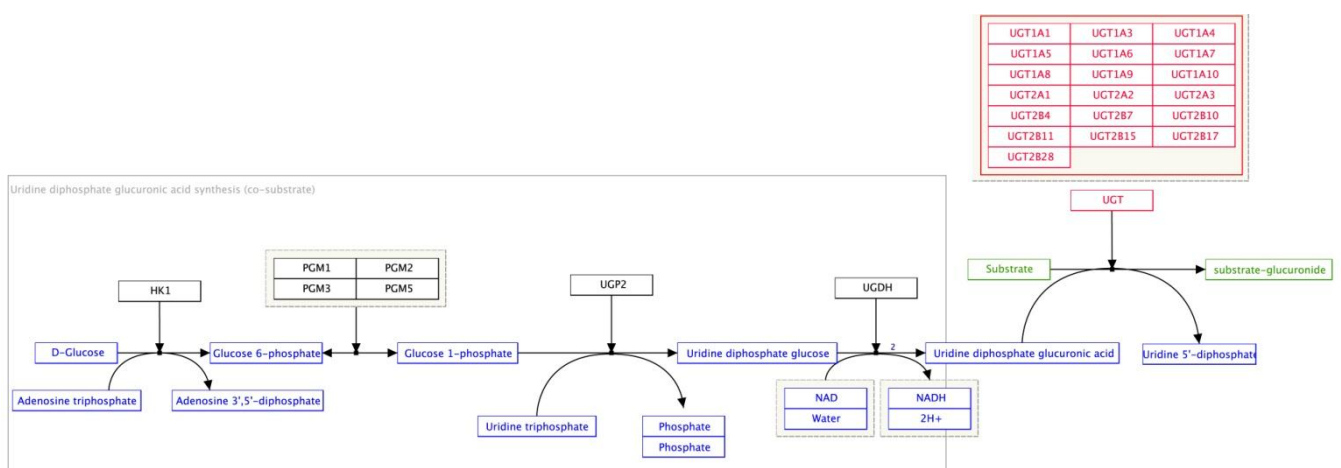 UGT1A1 UGT1A3 UGT1A4
UGT1A5 UGT1A6 UGT1A7
UGT1A8 UGT1A9 UGT1A10
UGT2A1 UGT2A2 UGT2A3
UGT2B4 UGT2B7 UGT2B10
UGT2B11 UGT2B15 UGT2B17
UGT2B28
Uridine diphosphate glucuronic acid synthesis (co-substrate)
UGT
PGM1 PGM2
PGM3 PGM5
HK1
UGP2
UGDH
Substrate
substrate-glucuronide
D-Glucose
Glucose 6-phosphate
Glucose 1-phosphate
Uridine diphosphate glucose
2
Uridine diphosphate glucuronic acid
Uridine 5'-diphosphate
Adenosine triphosphate
Adenosine 3',5'-diphosphate
Uridine triphosphate
Phosphate
Phosphate
NAD
Water
NADH
2H+